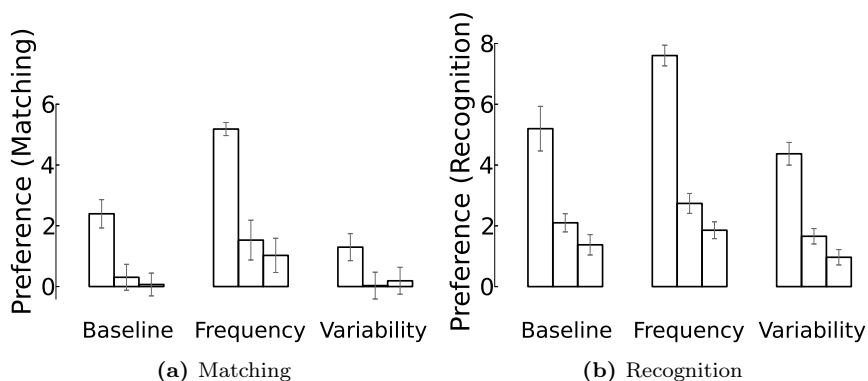 Preference (Matching)
6
4
2
0
Baseline Frequency Variability
(a) Matching
Preference (Recognition)
8
6
4
2
0
Baseline Frequency Variability
(b) Recognition